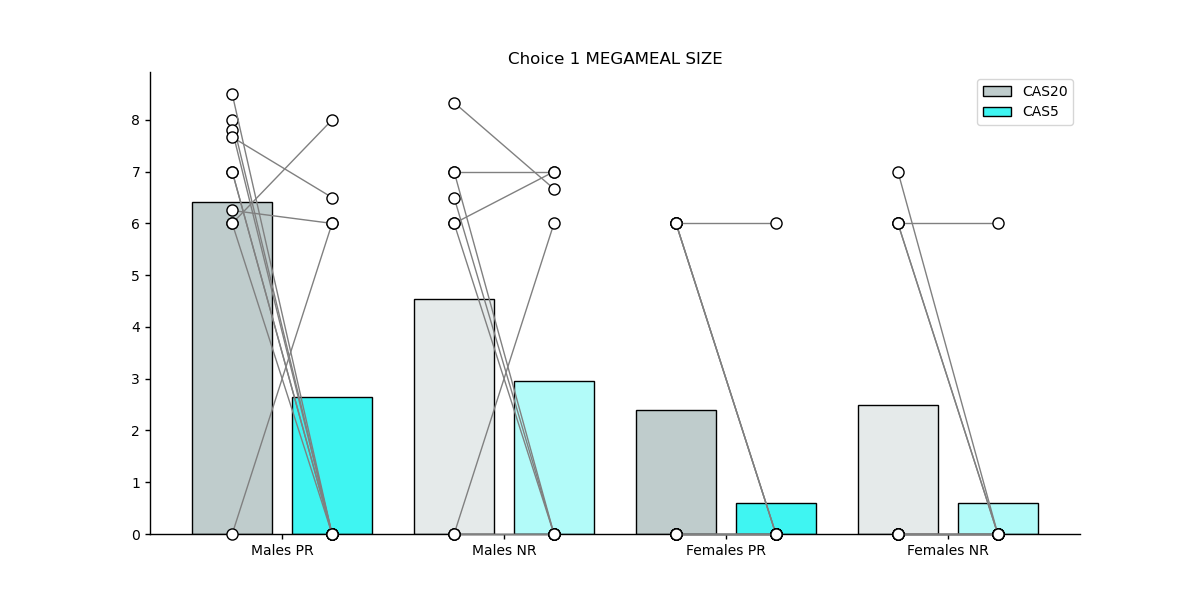 Choice 1 MEGAMEAL SIZE
CAS20
CAS5
8
7
6
5
4
3
2
1
0
Males PR
Males NR
Females PR
Females NR